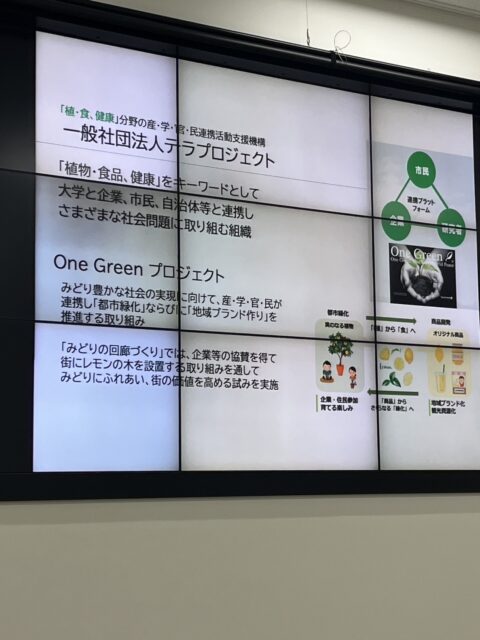 「植・食、健康」分野の産・学・官・民連携活動支援機構
一般社団法人テラプロジェクト
「植物・食品、健康」をキーワードとして
大学と企業、市民、自治体等と連携し
さまざまな社会問題に取り組む組織
One Green プロジェクト
みどり豊かな社会の実現に向けて、産・学・官・民が
連携し「都市緑化」ならびに「地域ブランド作り」を
推進する取り組み
「みどりの回廊づくり」では、企業等の協賛を得て
街にレモンの木を設置する取り組みを通して
みどりにふれあい、街の価値を高める試みを実施
市民
連携プラット
フォーム
企業
研究者
One Green
都市緑化
実のなる植物
企業・住民参加
育てる楽しみ
「植」から「食」へ
「商品」から
さらなる「緑化」へ
商品開発
オリジナル商品
地域ブランド化
観光資源化